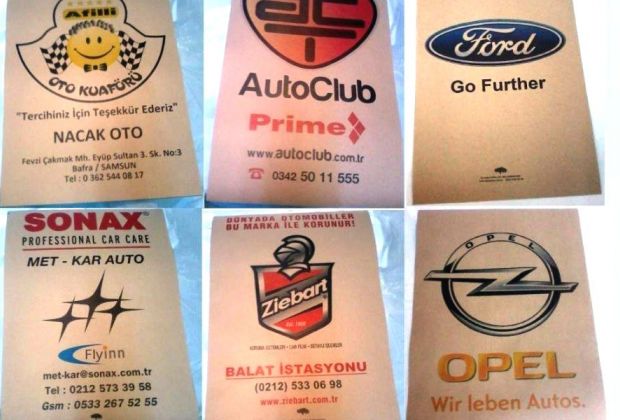 Afilli
OTO KUAFÖRÜ
"Tercihiniz İçin Teşekkür Ederiz"
NACAK OTO
Fevzi Çakmak Mh. Eyüp Sultan 3. Sk. No:3
Bafra / SAMSUN
Tel : 0 362 544 08 17
AutoClub
Prime
www.autoclub.com.tr
0342 50 11 555
Ford
Go Further
SONAX
PROFESSIONAL CAR CARE
MET - KAR AUTO
Flyinn
met-kar@sonax.com.tr
Tel : 0212 573 39 58
Gsm : 0533 267 52 55
DÜNYADA OTOMOBİLLER
BU MARKA İLE KORUNUR!
Ziebart
BALAT İSTASYONU
(0212) 533 06 98
www.ziebart.com.tr
OPEL
OPEL
Wir leben Autos.